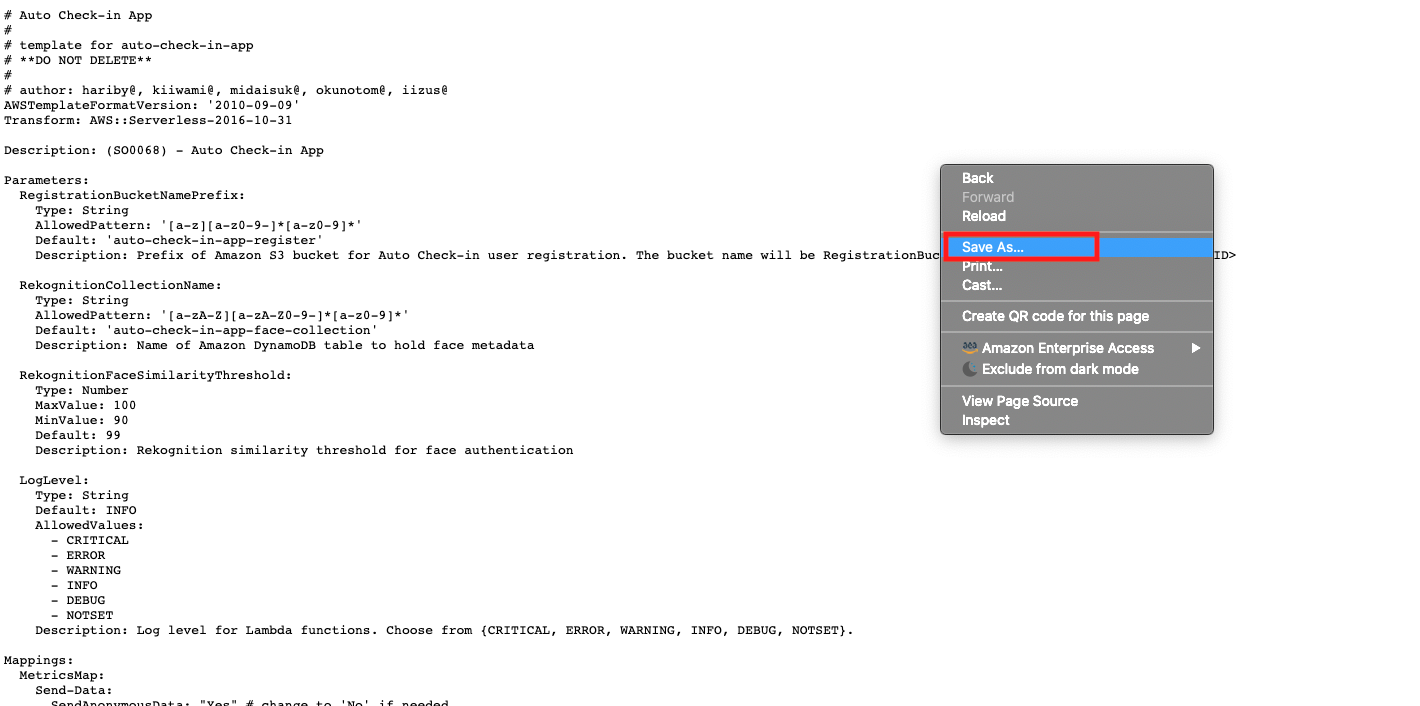 # Auto Check-in App
#
# template for auto-check-in-app
# **DO NOT DELETE**
#
# author: hariby@, kiiwami@, midaisuk@, okunotom@, iizus@
AWSTemplateFormatVersion: '2010-09-09'
Transform: AWS::Serverless-2016-10-31

Description: (SO0068) - Auto Check-in App

Parameters:
  RegistrationBucketNamePrefix:
    Type: String
    AllowedPattern: '[a-z][a-z0-9-]*[a-z0-9]*'
    Default: 'auto-check-in-app-register'
    Description: Prefix of Amazon S3 bucket for Auto Check-in user registration. The bucket name will be RegistrationBuc ID>

  RekognitionCollectionName:
    Type: String
    AllowedPattern: '[a-zA-Z][a-zA-Z0-9-]*[a-z0-9]*'
    Default: 'auto-check-in-app-face-collection'
    Description: Name of Amazon DynamoDB table to hold face metadata

  RekognitionFaceSimilarityThreshold:
    Type: Number
    MaxValue: 100
    MinValue: 90
    Default: 99
    Description: Rekognition similarity threshold for face authentication

  LogLevel:
    Type: String
    Default: INFO
    AllowedValues:
      - CRITICAL
      - ERROR
      - WARNING
      - INFO
      - DEBUG
      - NOTSET
    Description: Log level for Lambda functions. Choose from {CRITICAL, ERROR, WARNING, INFO, DEBUG, NOTSET}.

Mappings:
  MetricsMap:
    Send-Data:
      SendAnonymousData: "Yes" # change to 'No' if needed
Back
Forward
Reload
Save As...
Print...
Cast...
Create QR code for this page
Amazon Enterprise Access
Exclude from dark mode
View Page Source
Inspect